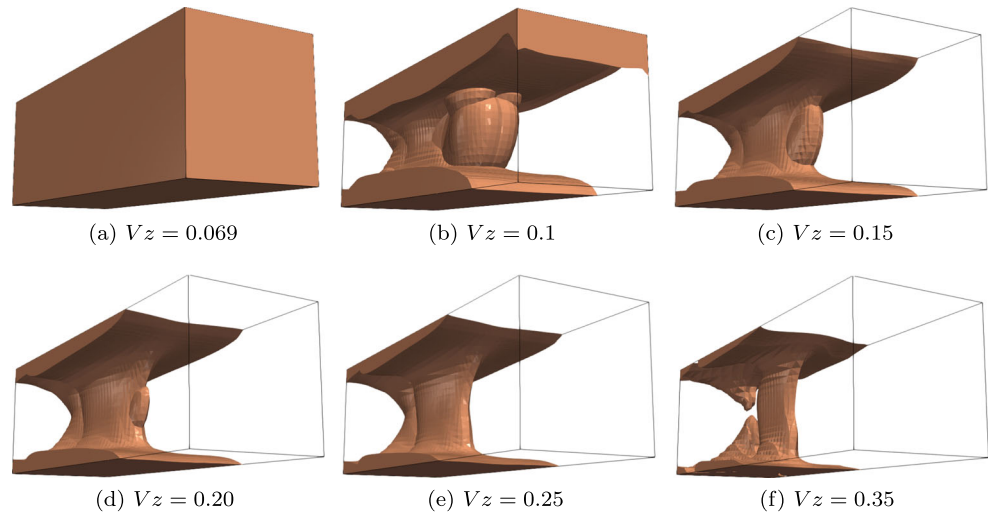 (a) Vz = 0.069
(b) Vz = 0.1
(c) Vz = 0.15
(d) Vz = 0.20
(e) Vz = 0.25
(f) Vz = 0.35